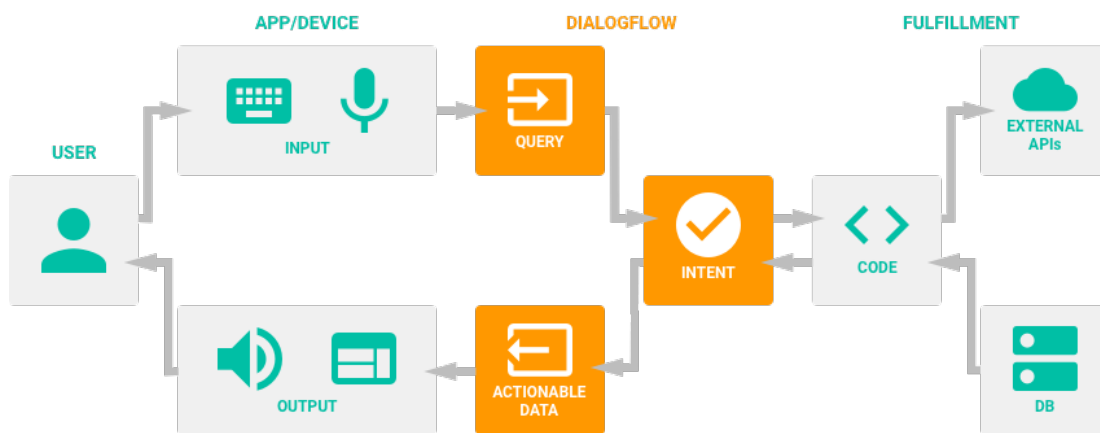 APP/DEVICE
DIALOGFLOW
FULFILLMENT
INPUT
QUERY
EXTERNAL
APIs
USER
INTENT
CODE
OUTPUT
ACTIONABLE
DATA
DB